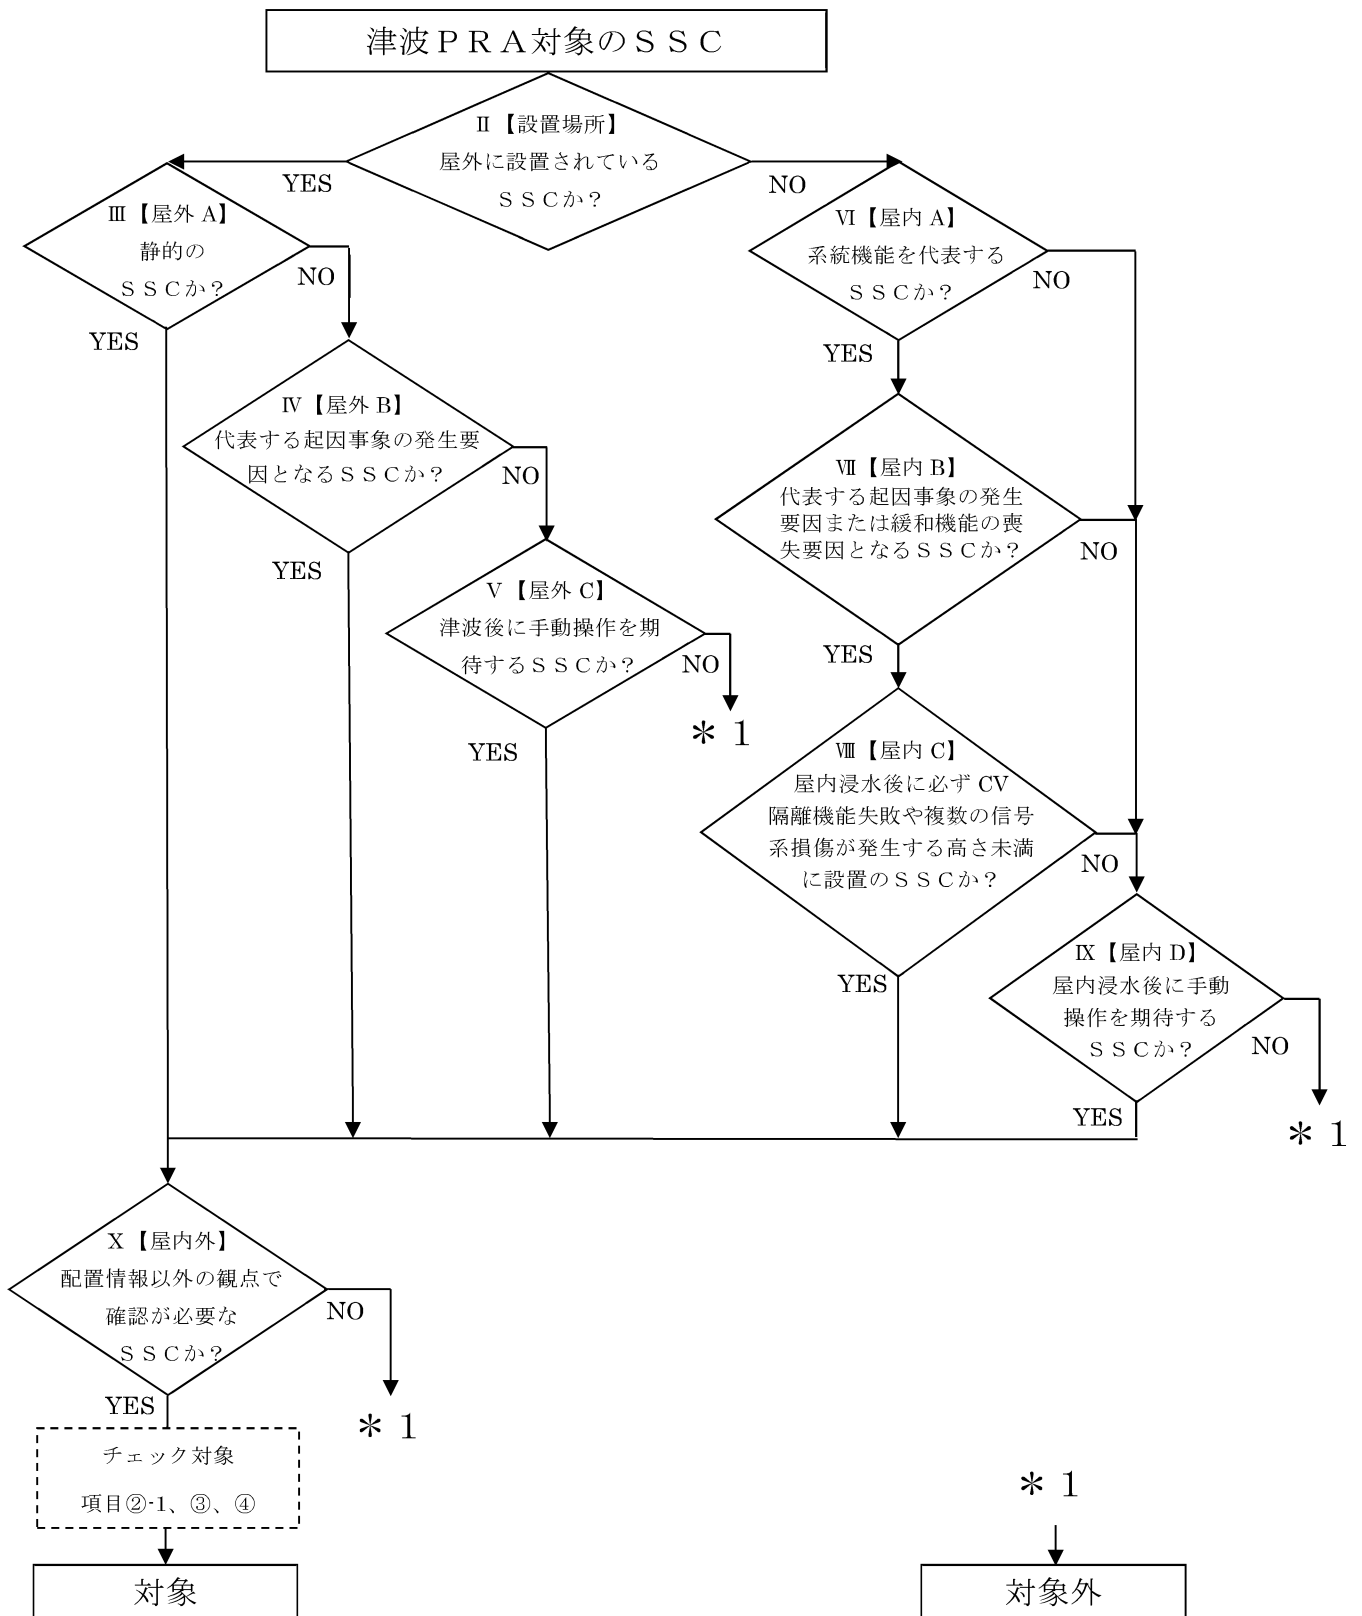 津波ＰＲＡ対象のＳＳＣ
Ⅱ【設置場所】
屋外に設置されている
ＳＳＣか？
YES
NO
Ⅲ【屋外 A】
静的の
ＳＳＣか？
NO
YES
Ⅵ【屋内 A】
系統機能を代表する
ＳＳＣか？
NO
YES
Ⅳ【屋外 B】
代表する起因事象の発生要
因となるＳＳＣか？
NO
YES
Ⅶ【屋内 B】
代表する起因事象の発生
要因または緩和機能の喪
失要因となるＳＳＣか？
NO
YES
Ⅴ【屋外 C】
津波後に手動操作を期
待するＳＳＣか？
NO
＊１
YES
Ⅷ【屋内 C】
屋内浸水後に必ず CV
隔離機能失敗や複数の信号
系損傷が発生する高さ未満
に設置のＳＳＣか？
NO
YES
Ⅸ【屋内 D】
屋内浸水後に手動
操作を期待する
ＳＳＣか？
NO
YES
＊１
Ⅹ【屋内外】
配置情報以外の観点で
確認が必要な
ＳＳＣか？
NO
YES
＊１
チェック対象
項目②-1、③、④
対象
＊１
対象外